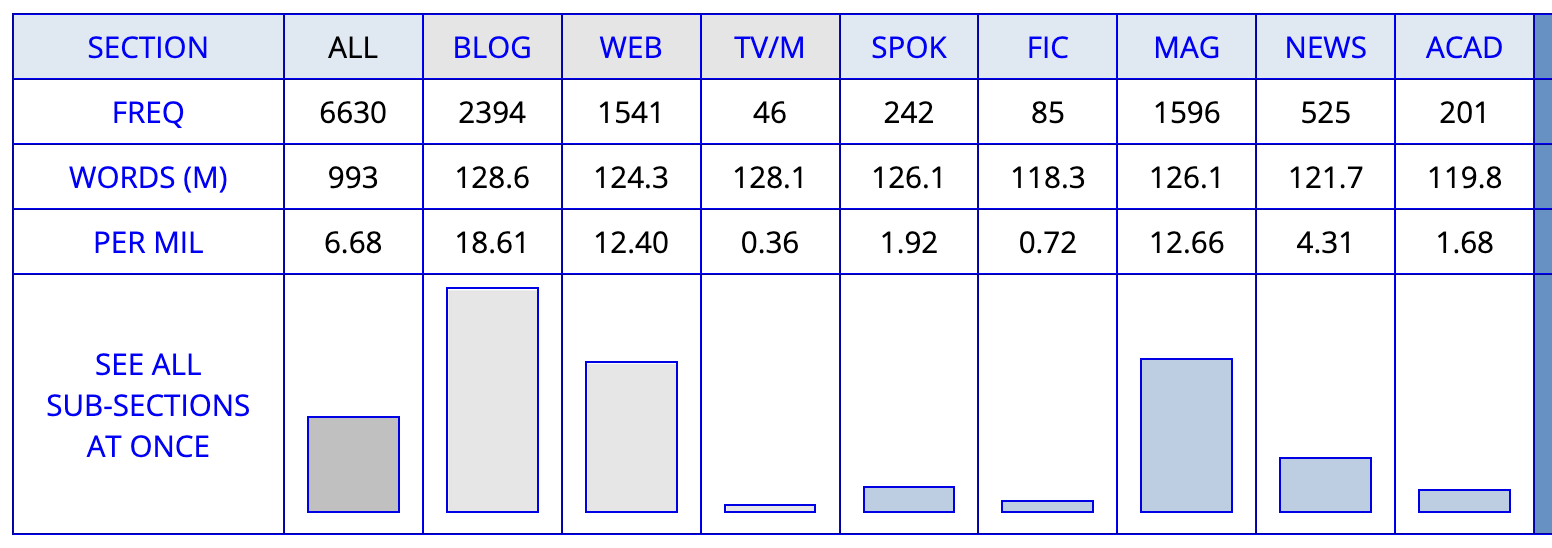 SECTION ALL BLOG WEB TV/M SPOK FIC MAG NEWS ACAD
FREQ 6630 2394 1541 46 242 85 1596 525 201
WORDS (M) 993 128.6 124.3 128.1 126.1 118.3 126.1 121.7 119.8
PER MIL 6.68 18.61 12.40 0.36 1.92 0.72 12.66 4.31 1.68
SEE ALL
SUB-SECTIONS
AT ONCE